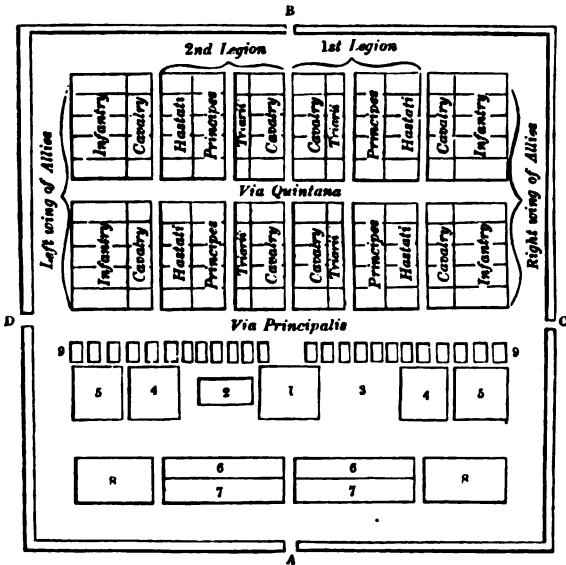 B
2nd Legion 1st Legion
Left wing of Allies
Infantry Cavalry Hastati Principes Triarii Cavalry Cavalry Triarii Principes Hastati Cavalry Infantry
Right wing of Allies
Via Quintana
Infantry Cavalry Hastati Principes Triarii Cavalry Cavalry Triarii Principes Hastati Cavalry Infantry
D Via Principalis C
9 9
5 4 2 1 3 4 5
8 6 6 8
7 7
A